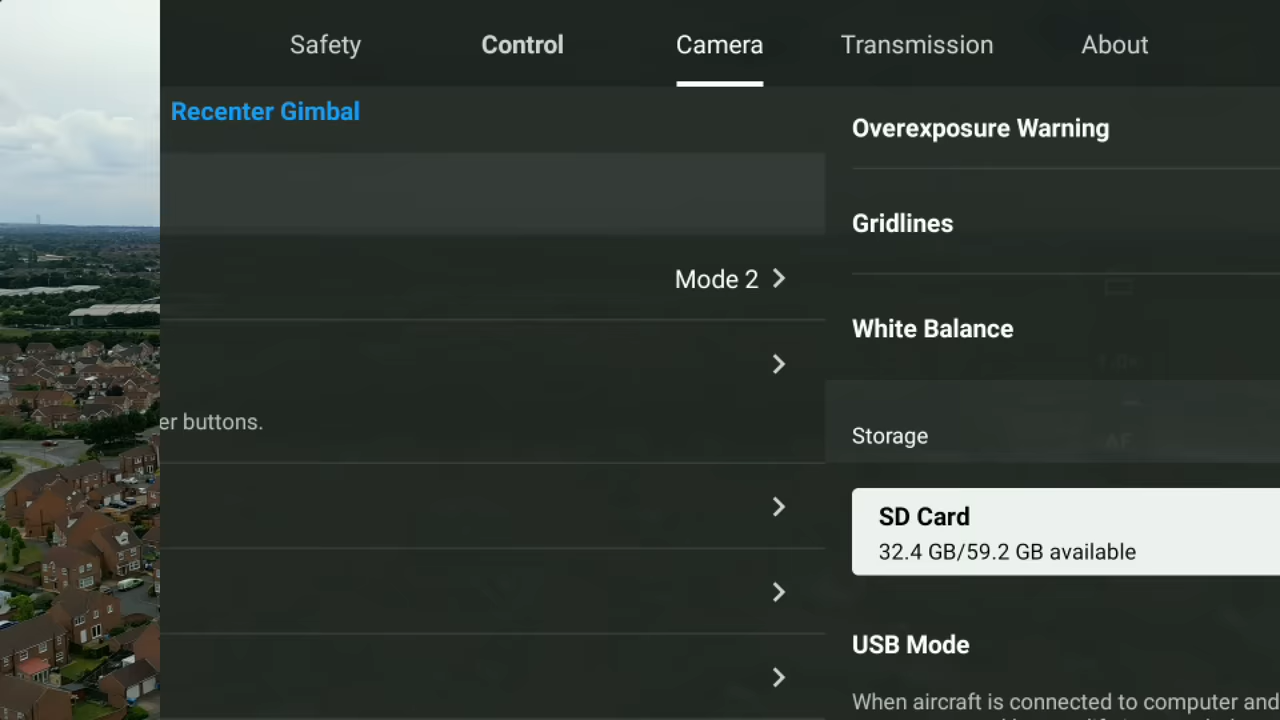 Safety Control Camera Transmission About
Recenter Gimbal
Mode 2
er buttons.
Overexposure Warning
Gridlines
White Balance
Storage
SD Card
32.4 GB/59.2 GB available
USB Mode
When aircraft is connected to computer and